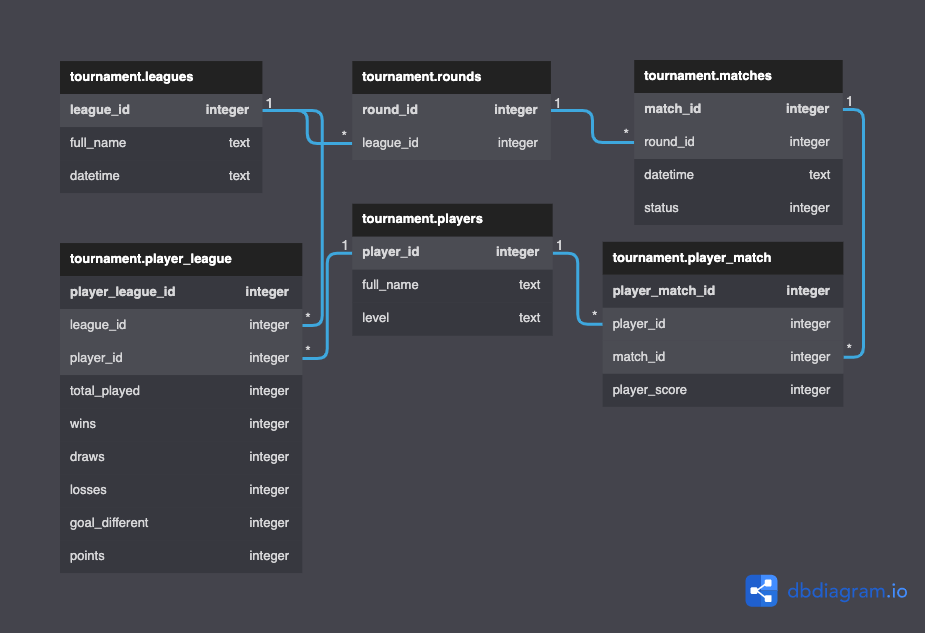 tournament.leagues
league_id integer
full_name text
datetime text
1
tournament.rounds
round_id integer
* league_id integer
1
tournament.matches
match_id integer
* round_id integer
datetime text
status integer
1
tournament.players
1 player_id integer 1
full_name text
level text
tournament.player_league
player_league_id integer
league_id integer *
player_id integer *
total_played integer
wins integer
draws integer
losses integer
goal_different integer
points integer
tournament.player_match
player_match_id integer
* player_id integer
match_id integer *
player_score integer
dbdiagram.io